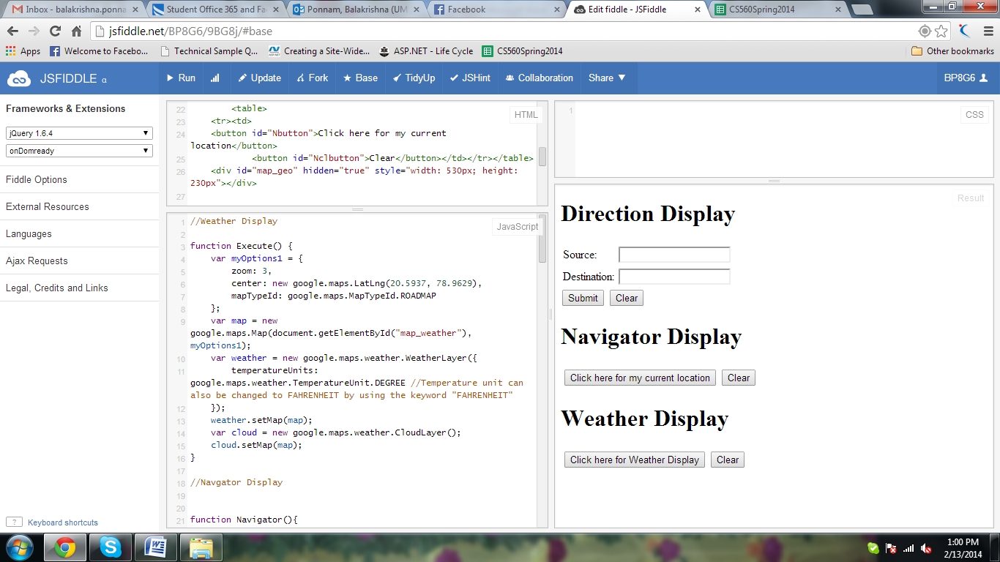 Inbox - balakrishna.ponna
Student Office 365 and Fa
Ponnam, Balakrishna (UM
Facebook
Edit fiddle - JSFiddle
CS560Spring2014
jsfiddle.net/BP8G6/9BG8j/#base
Apps
Welcome to Facebo...
Technical Sample Q...
Creating a Site-Wide...
ASP.NET - Life Cycle
CS560Spring2014
Other bookmarks
JSFIDDLE α
Run
Update
Fork
Base
TidyUp
JSHint
Collaboration
Share
BP8G6
Frameworks & Extensions
jQuery 1.6.4
onDomready
Fiddle Options
External Resources
Languages
Ajax Requests
Legal, Credits and Links
? Keyboard shortcuts
HTML
22 <table>
23 <tr><td>
24 <button id="Nbutton">Click here for my current
location</button>
25 <button id="Nclbutton">Clear</button></td></tr></table>
26 <div id="map_geo" hidden="true" style="width: 530px; height:
230px"></div>
27
JavaScript
1 //Weather Display
2
3 function Execute() {
4 var myOptions1 = {
5 zoom: 3,
6 center: new google.maps.LatLng(20.5937, 78.9629),
7 mapTypeId: google.maps.MapTypeId.ROADMAP
8 };
9 var map = new
google.maps.Map(document.getElementById("map_weather"),
myOptions1);
10 var weather = new google.maps.weather.WeatherLayer({
11 temperatureUnits:
google.maps.weather.TemperatureUnit.DEGREE //Temperature unit can
also be changed to FAHRENHEIT by using the keyword "FAHRENHEIT"
12 });
13 weather.setMap(map);
14 var cloud = new google.maps.weather.CloudLayer();
15 cloud.setMap(map);
16 }
17
18 //Navgator Display
19
20
21 function Navigator(){
CSS
1
Result
Direction Display
Source:
Destination:
Submit Clear
Navigator Display
Click here for my current location Clear
Weather Display
Click here for Weather Display Clear
1:00 PM
2/13/2014